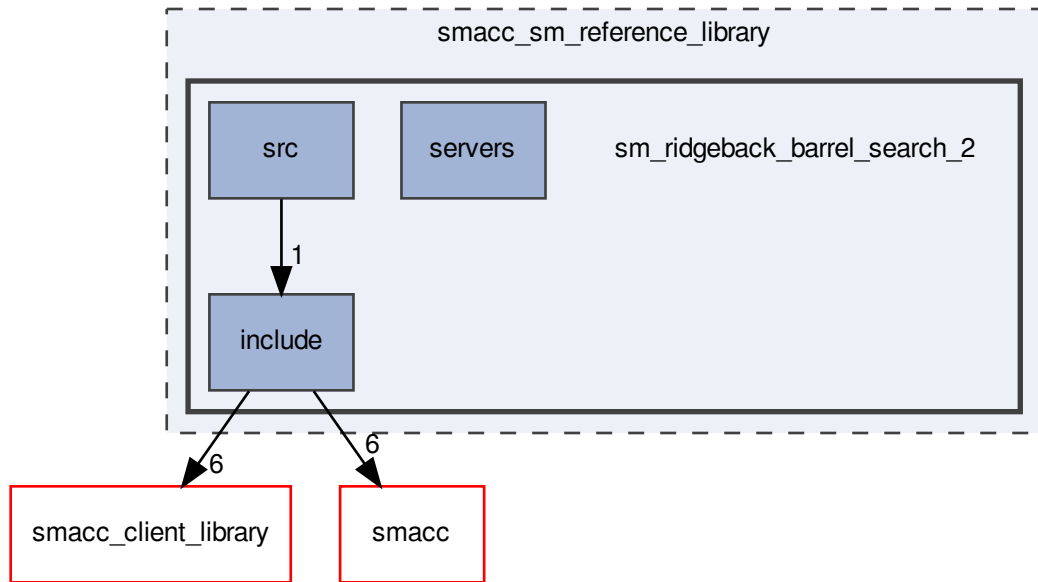 smacc_sm_reference_library
src
servers
sm_ridgeback_barrel_search_2
1
include
6
6
smacc_client_library
smacc